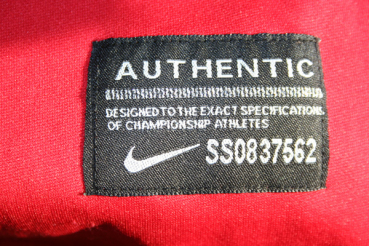 AUTHENTIC
DESIGNED TO THE EXACT SPECIFICATIONS
OF CHAMPIONSHIP ATHLETES
SS0837562